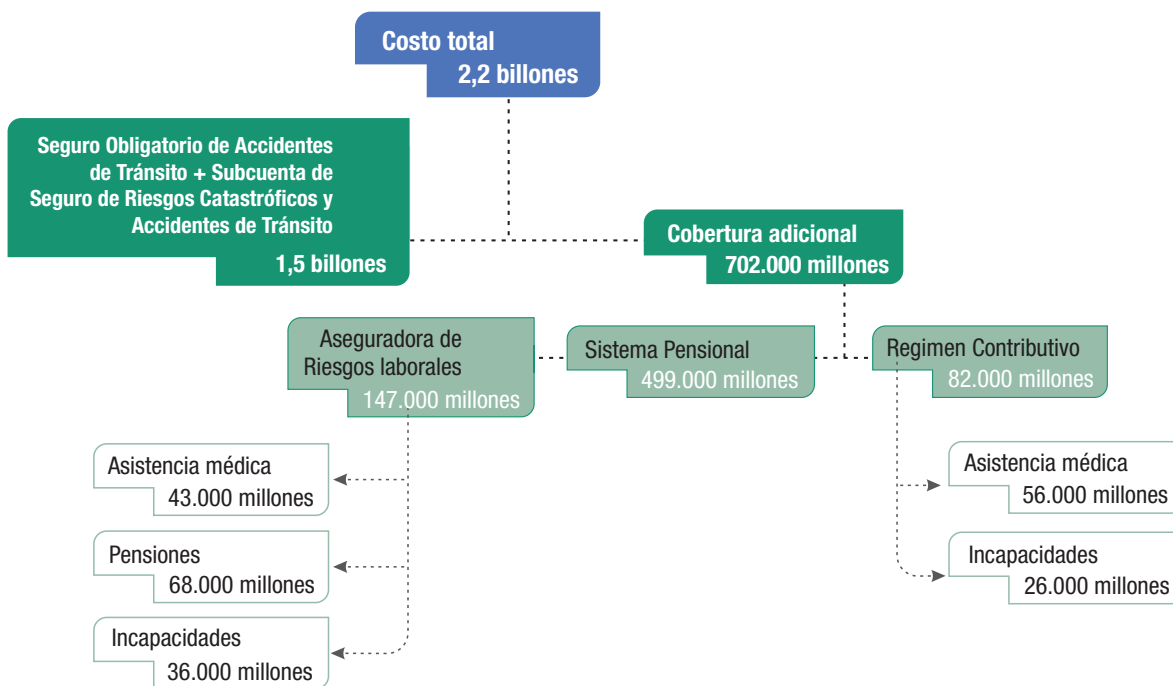 Costo total
2,2 billones
Seguro Obligatorio de Accidentes
de Tránsito + Subcuenta de
Seguro de Riesgos Catastróficos y
Accidentes de Tránsito
1,5 billones
Cobertura adicional
702.000 millones
Aseguradora de
Riesgos laborales
147.000 millones
Sistema Pensional
499.000 millones
Regimen Contributivo
82.000 millones
Asistencia médica
43.000 millones
Pensiones
68.000 millones
Incapacidades
36.000 millones
Asistencia médica
56.000 millones
Incapacidades
26.000 millones